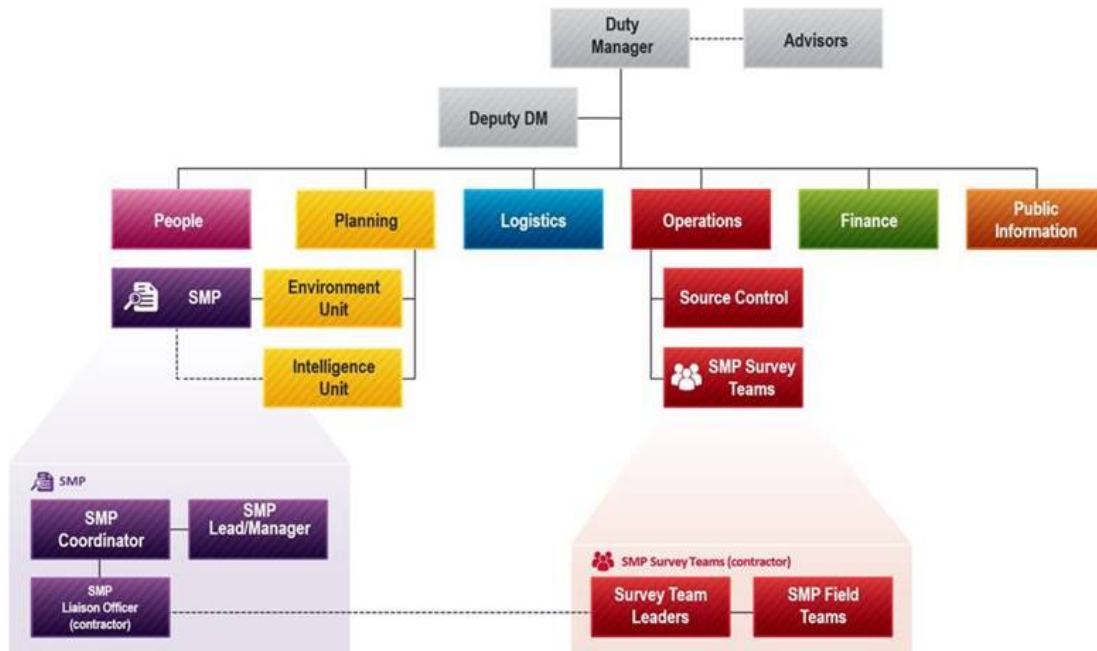 Duty
Manager
Advisors
Deputy DM
People
Planning
Logistics
Operations
Finance
Public
Information
SMP
Environment
Unit
Source Control
Intelligence
Unit
SMP Survey
Teams
SMP
SMP
Coordinator
SMP
Lead/Manager
SMP
Liaison Officer
(contractor)
SMP Survey Teams (contractor)
Survey Team
Leaders
SMP Field
Teams